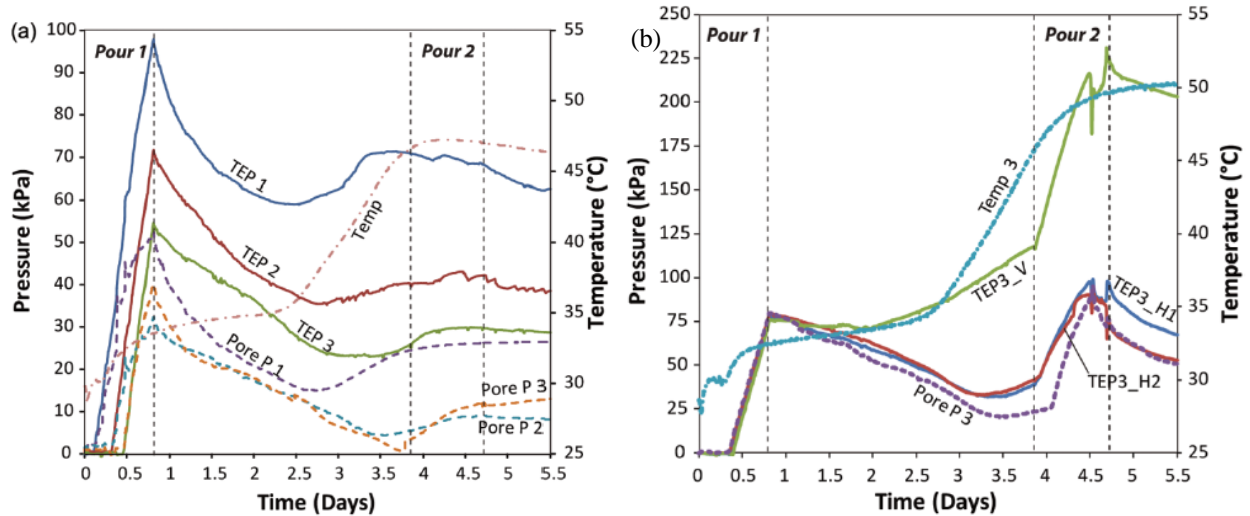 (a)
Pour 1
Pour 2
100
90
80
70
60
50
40
30
20
10
0
Pressure (kPa)
55
50
45
40
35
30
25
Temperature (°C)
TEP 1
TEP 2
TEP 3
Temp
Pore P 1
Pore P 3
Pore P 2
0 0.5 1 1.5 2 2.5 3 3.5 4 4.5 5 5.5
Time (Days)
(b)
Pour 1
Pour 2
250
225
200
175
150
125
100
75
50
25
0
Pressure (kPa)
55
50
45
40
35
30
25
Temperature (°C)
Temp 3
TEP3_V
TEP3_H1
TEP3_H2
Pore P 3
0 0.5 1 1.5 2 2.5 3 3.5 4 4.5 5 5.5
Time (Days)